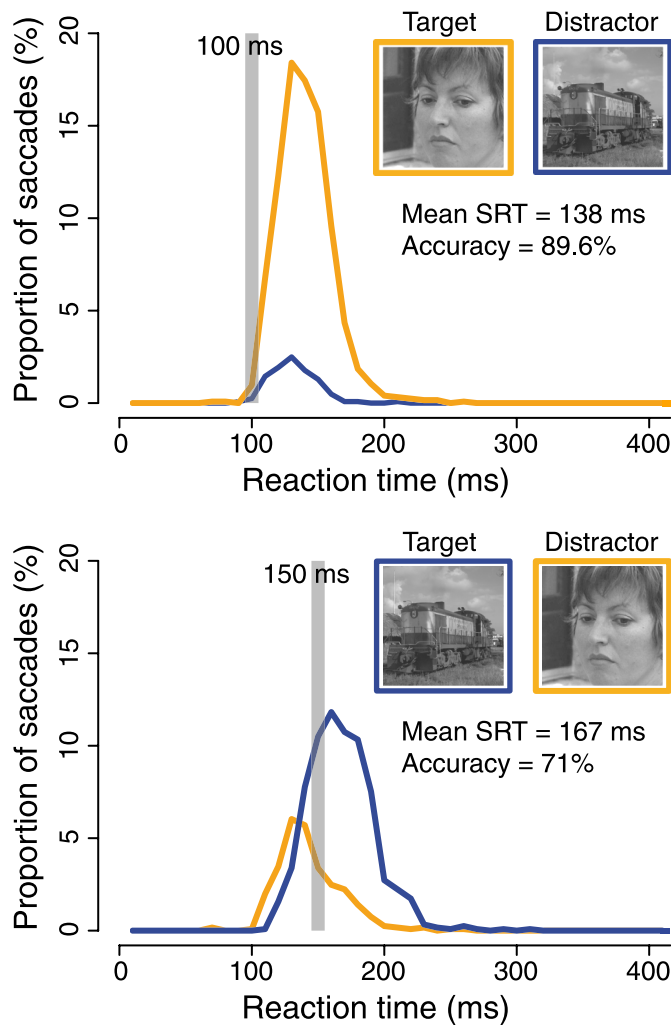 Target Distractor
100 ms
Mean SRT = 138 ms
Accuracy = 89.6%
Proportion of saccades (%)
20
15
10
5
0
0 100 200 300 400
Reaction time (ms)
Target Distractor
150 ms
Mean SRT = 167 ms
Accuracy = 71%
Proportion of saccades (%)
20
15
10
5
0
0 100 200 300 400
Reaction time (ms)